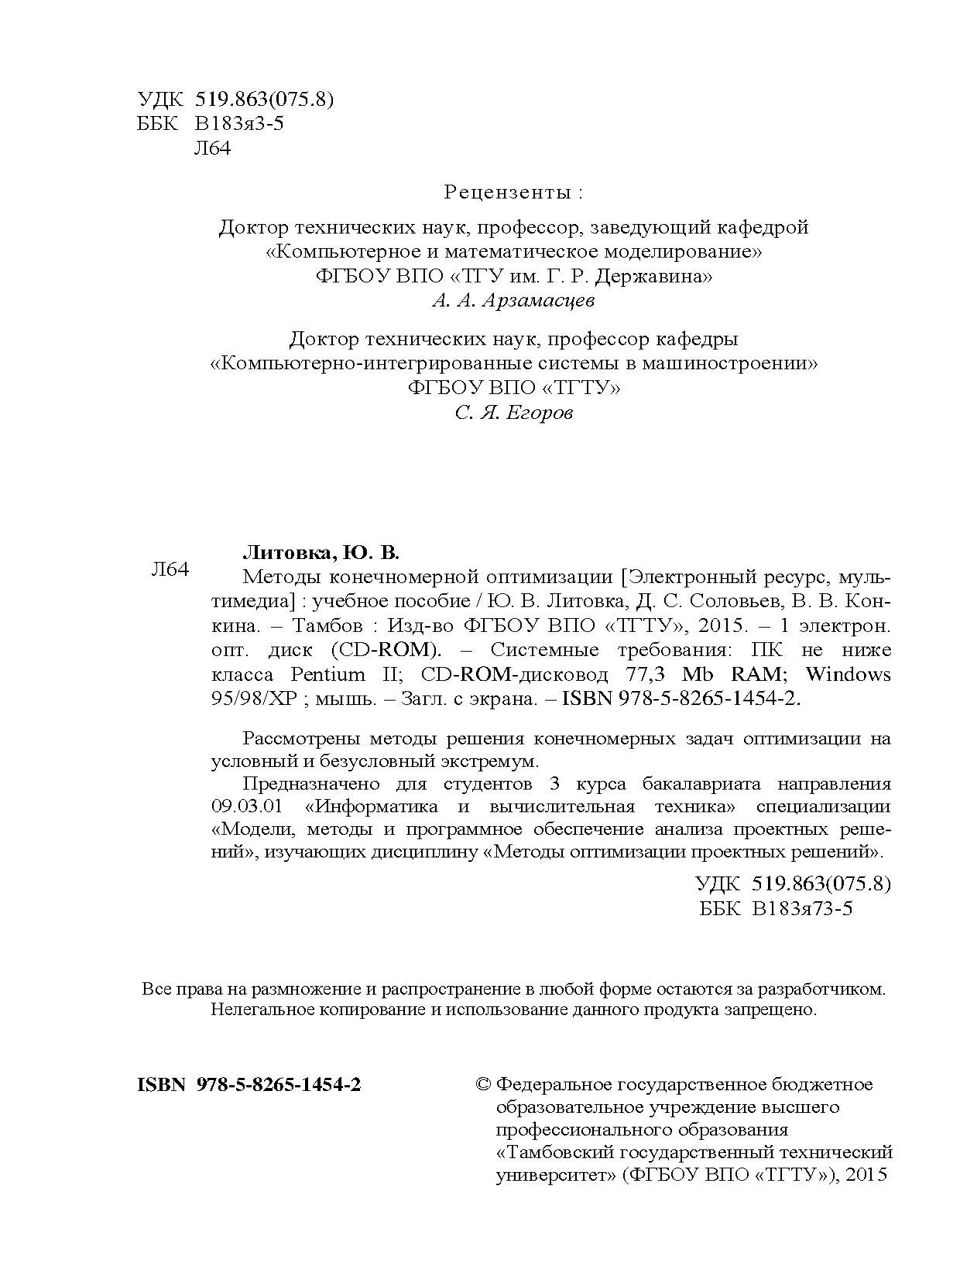 УДК 519.863(075.8)
ББК В183я3-5
Л64
Рецензенты :
Доктор технических наук, профессор, заведующий кафедрой
«Компьютерное и математическое моделирование»
ФГБОУ ВПО «ТГУ им. Г. Р. Державина»
А. А. Арзамасцев
Доктор технических наук, профессор кафедры
«Компьютерно-интегрированные системы в машиностроении»
ФГБОУ ВПО «ТГТУ»
С. Я. Егоров
Литовка, Ю. В.
Л64
Методы конечномерной оптимизации [Электронный ресурс, муль-
тимедиа] : учебное пособие / Ю. В. Литовка, Д. С. Соловьев, В. В. Кон-
кина. – Тамбов : Изд-во ФГБОУ ВПО «ТГТУ», 2015. – 1 электрон.
опт. диск (CD-ROM). – Системные требования: ПК не ниже
класса Pentium II; CD-ROM-дисковод 77,3 Mb RAM; Windows
95/98/XP ; мышь. – Загл. с экрана. – ISBN 978-5-8265-1454-2.
Рассмотрены методы решения конечномерных задач оптимизации на
условный и безусловный экстремум.
Предназначено для студентов 3 курса бакалавриата направления
09.03.01 «Информатика и вычислительная техника» специализации
«Модели, методы и программное обеспечение анализа проектных реше-
ний», изучающих дисциплину «Методы оптимизации проектных решений».
УДК 519.863(075.8)
ББК В183я73-5
Все права на размножение и распространение в любой форме остаются за разработчиком.
Нелегальное копирование и использование данного продукта запрещено.
ISBN 978-5-8265-1454-2
© Федеральное государственное бюджетное
образовательное учреждение высшего
профессионального образования
«Тамбовский государственный технический
университет» (ФГБОУ ВПО «ТГТУ»), 2015